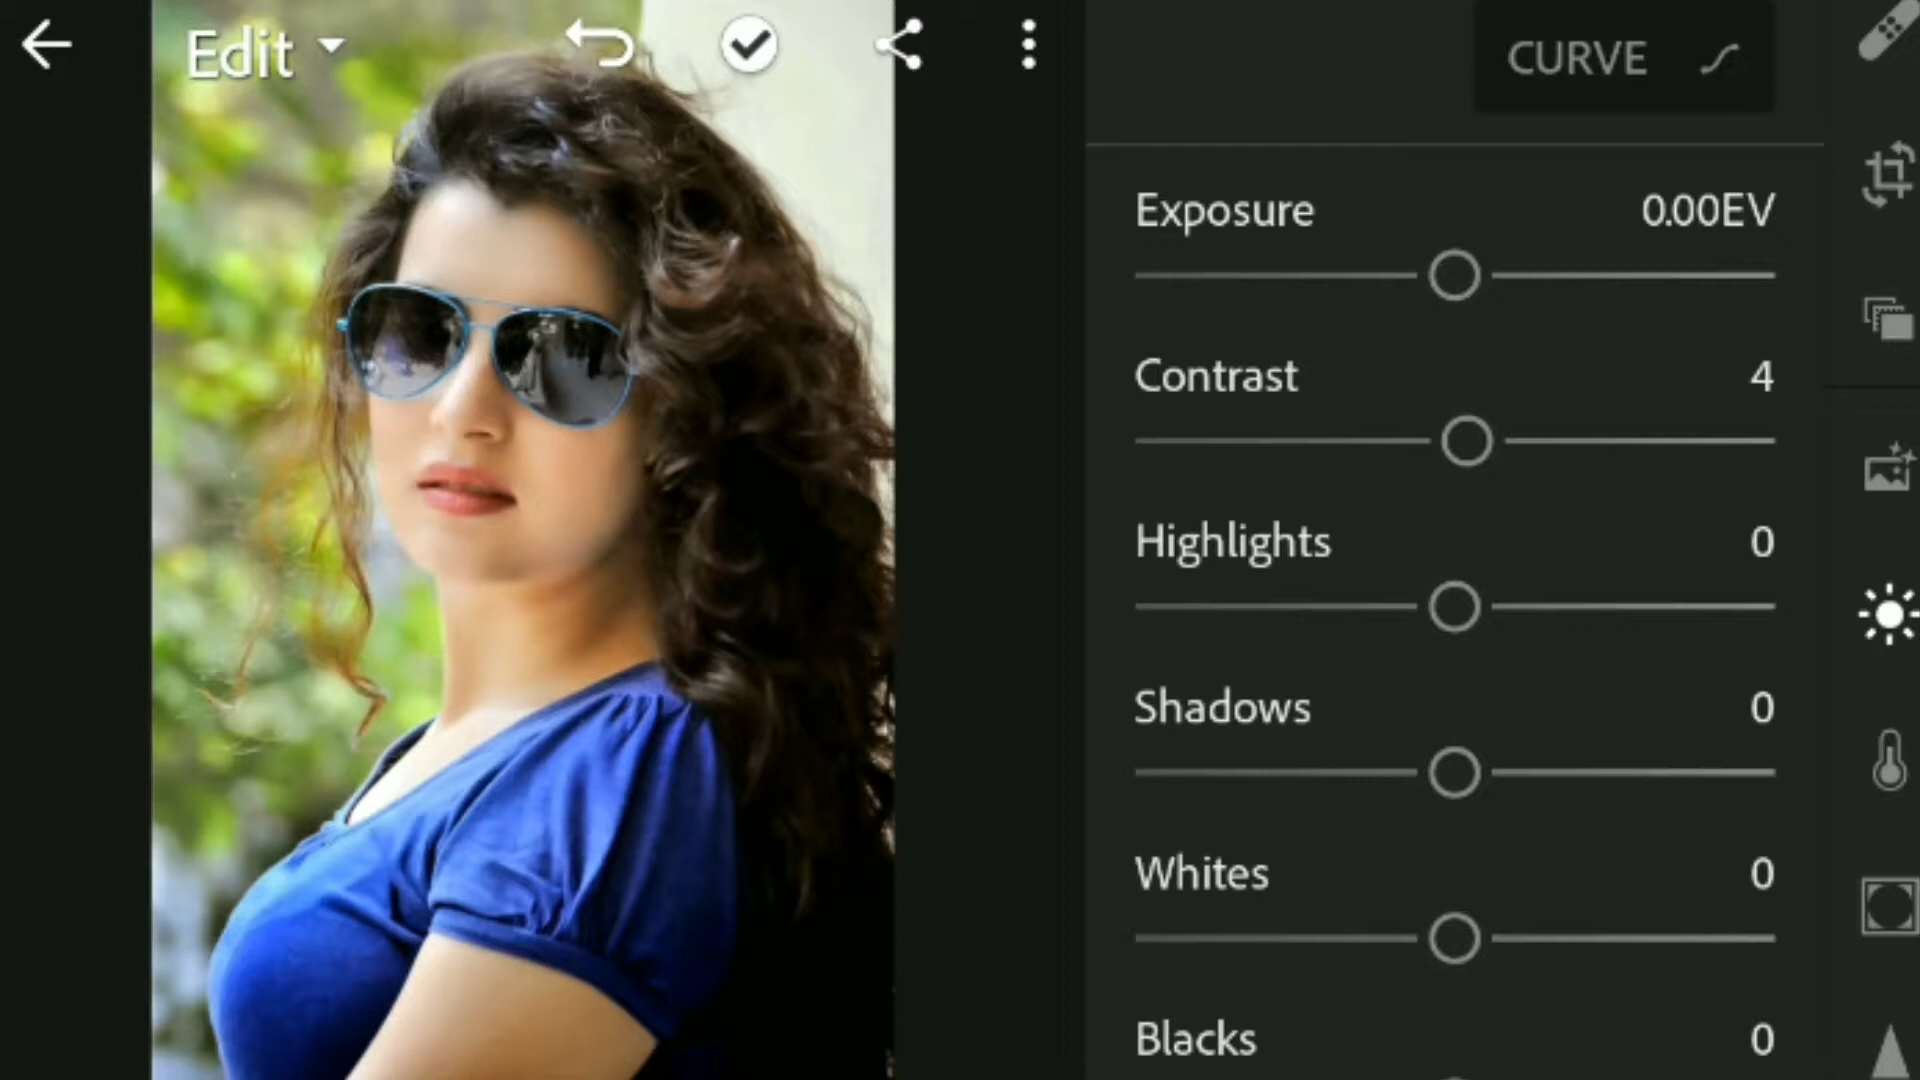 Edit
CURVE
Exposure 0.00EV
Contrast 4
Highlights 0
Shadows 0
Whites 0
Blacks 0